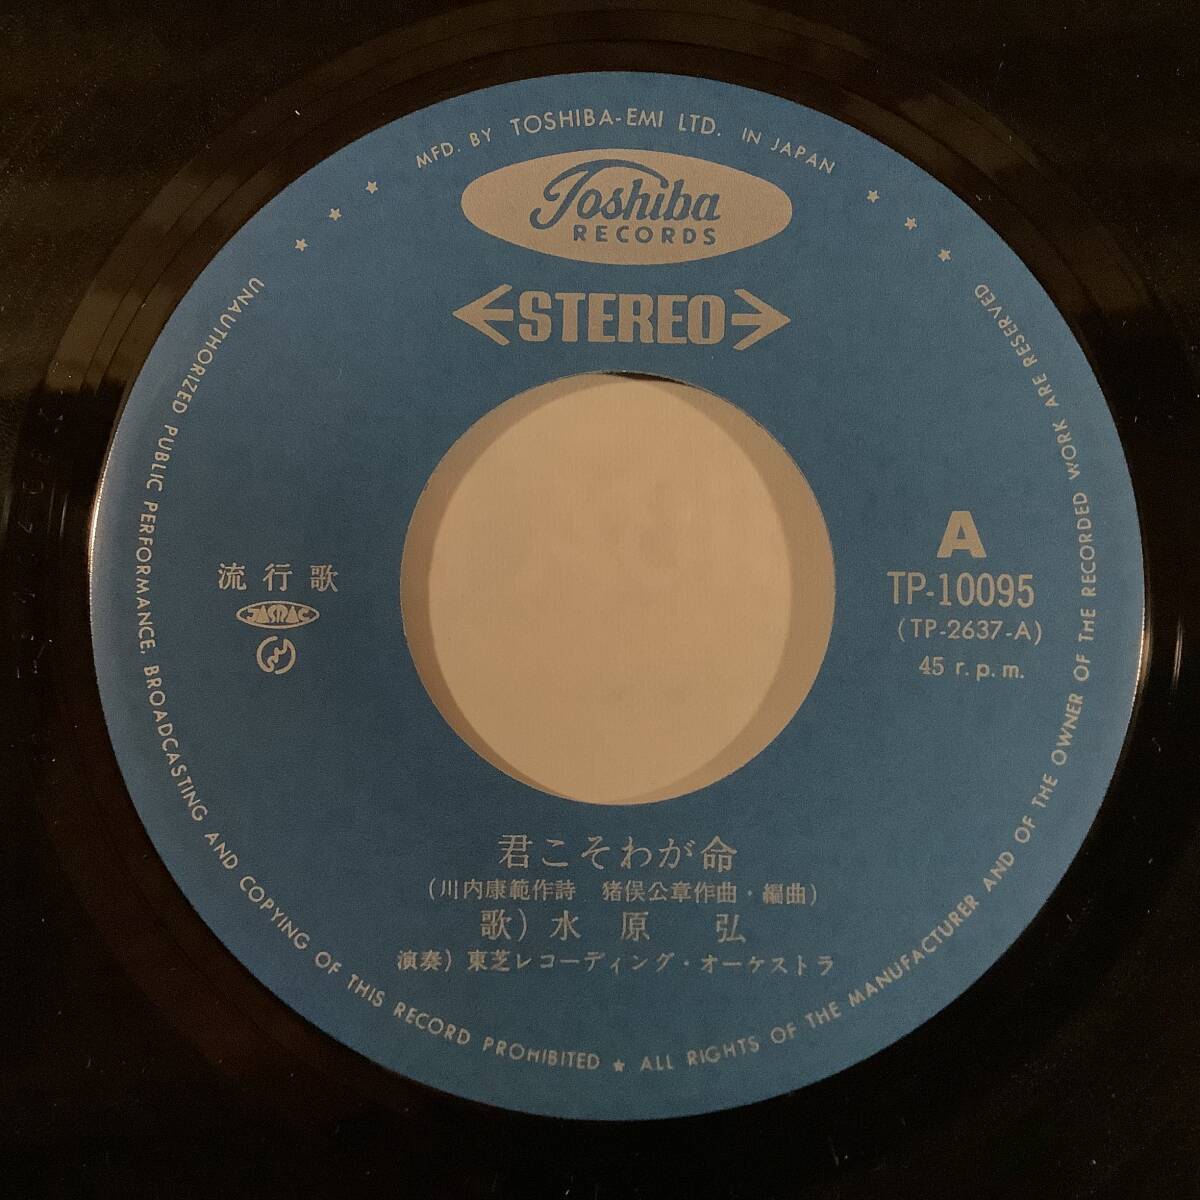 MFD. BY TOSHIBA-EMI LTD. IN JAPAN
Toshiba
RECORDS
STEREO
流行歌
JASRAC
A
TP-10095
(TP-2637-A)
45 r.p.m.
君こそわが命
(川内康範作詩 猪俣公章作曲・編曲)
歌) 水原 弘
演奏) 東芝レコーディング・オーケストラ
UNAUTHORIZED PUBLIC PERFORMANCE, BROADCASTING AND COPYING OF THIS RECORD PROHIBITED ★ ALL RIGHTS OF THE MANUFACTURER AND OF THE OWNER OF THE RECORDED WORK ARE RESERVED